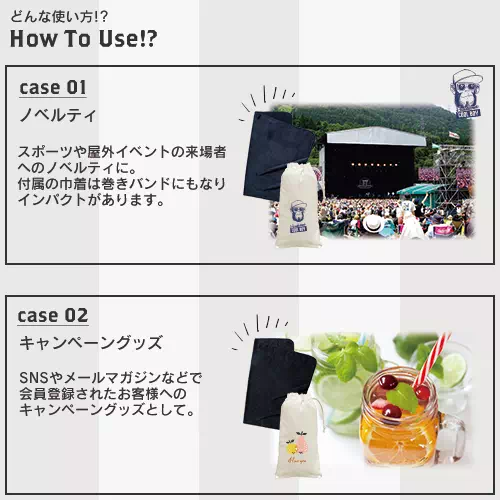 どんな使い方!?
How To Use!?
case 01
ノベルティ
スポーツや屋外イベントの来場者
へのノベルティに。
付属の巾着は巻きバンドにもなり
インパクトがあります。
COOL BOY
case 02
キャンペーングッズ
SNSやメールマガジンなどで
会員登録されたお客様への
キャンペーングッズとして。